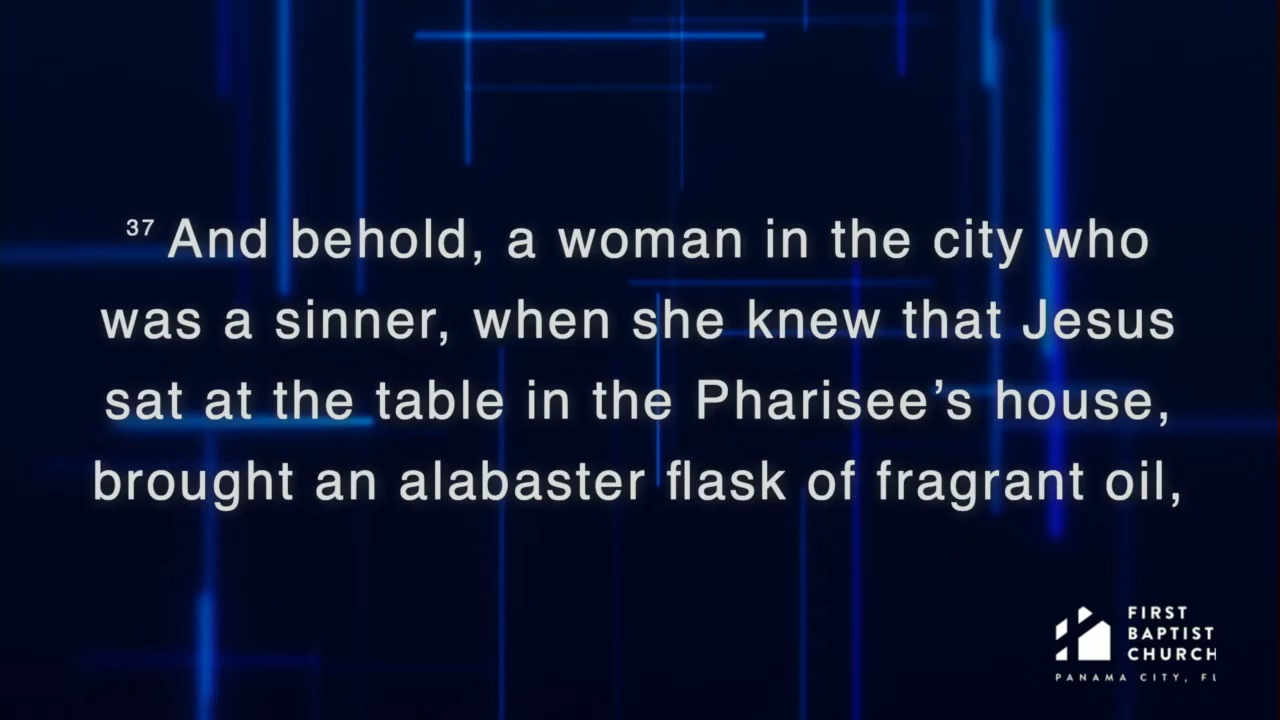 37 And behold, a woman in the city who
was a sinner, when she knew that Jesus
sat at the table in the Pharisee’s house,
brought an alabaster flask of fragrant oil,
FIRST
BAPTIST
CHURCH
PANAMA CITY, FL